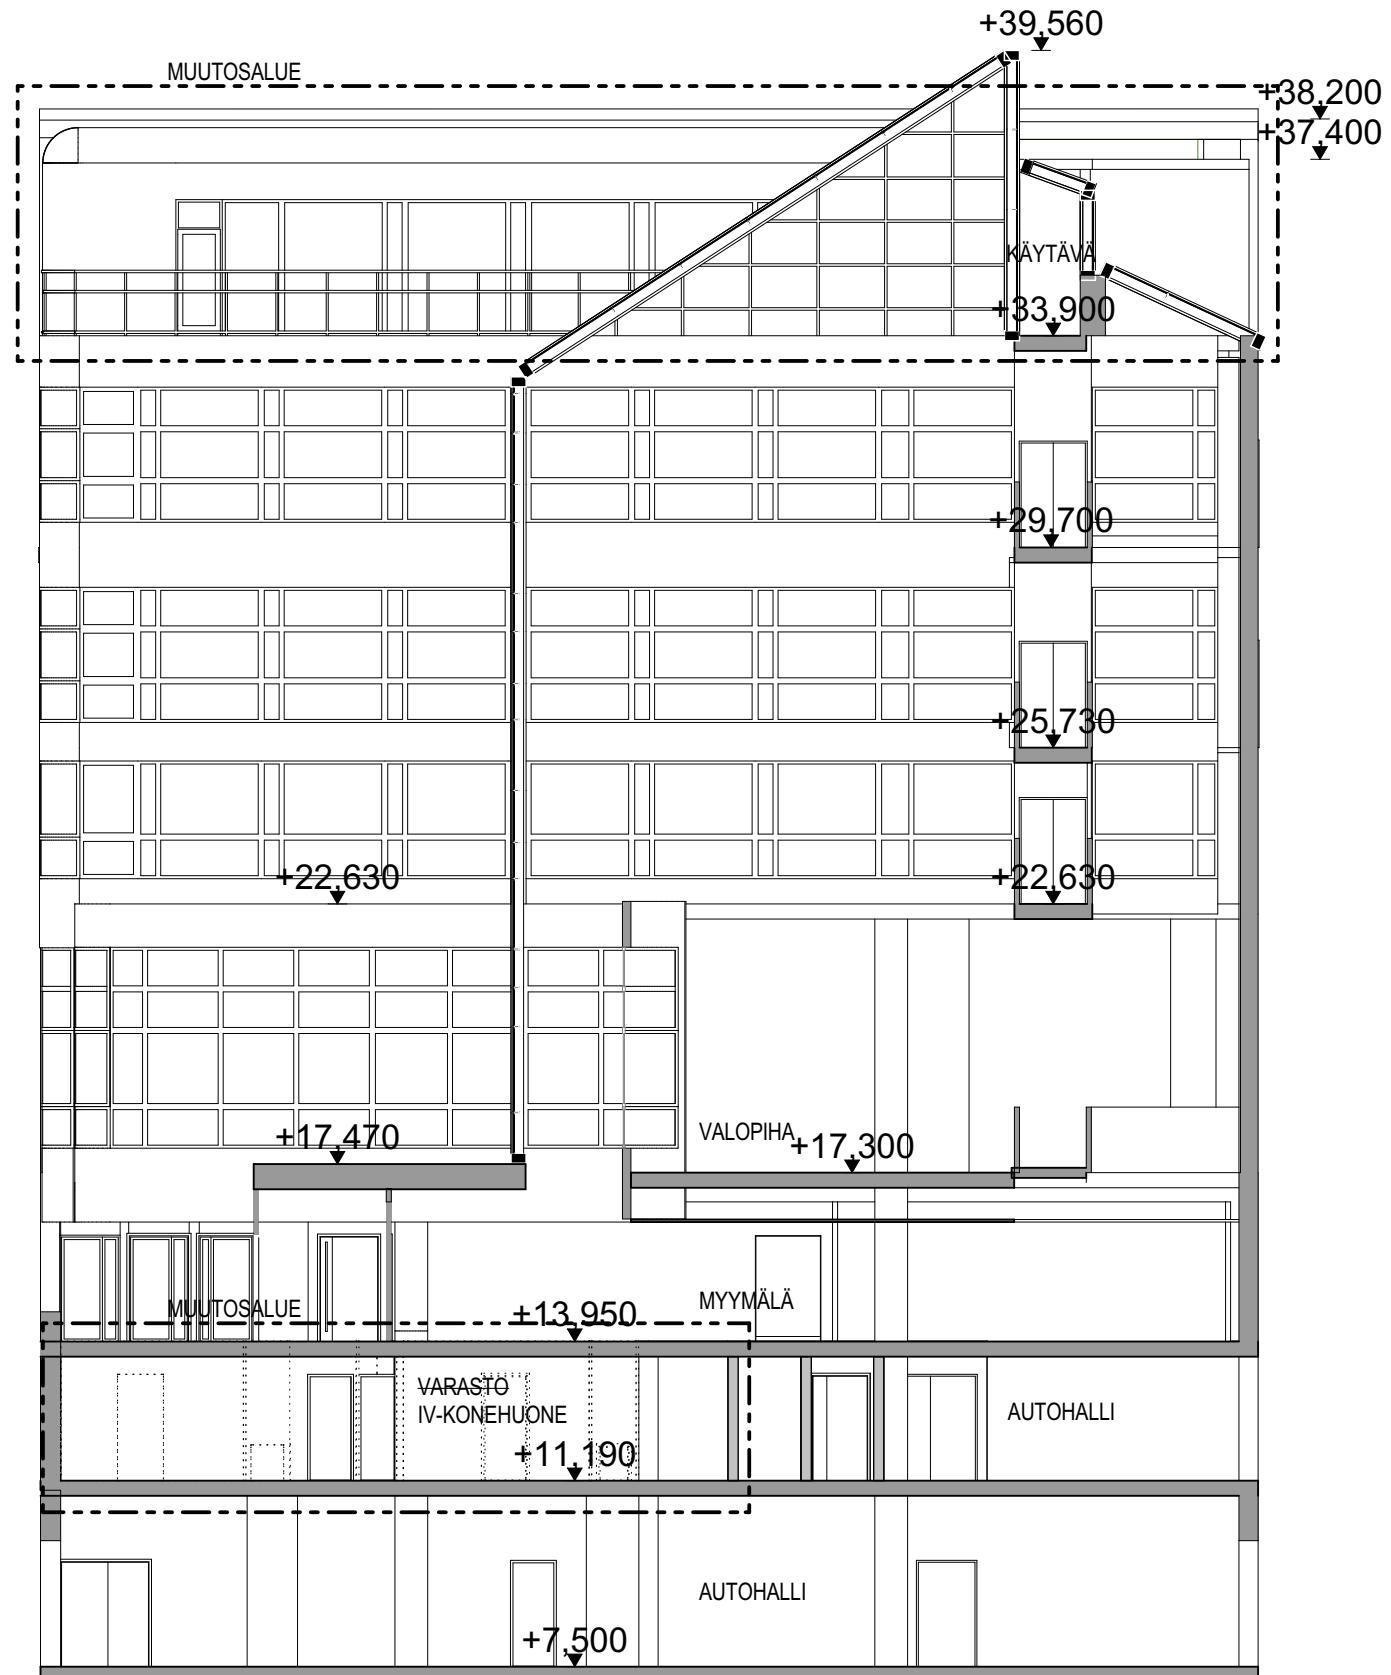 +39,560
MUUTOSALUE
+38,200
+37,400
KÄYTÄVÄ
+33,900
+29,700
+25,730
+22,630
+22,630
VALOPIHA
+17,470
+17,300
MUUTOSALUE
MYYMÄLÄ
+13,950
VARASTO
IV-KONEHUONE
AUTOHALLI
+11,190
AUTOHALLI
+7,500